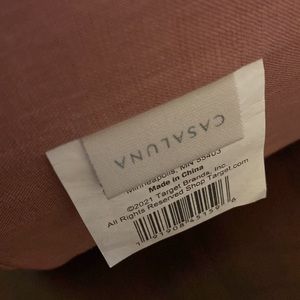 CASALUNA
Minneapolis, MN 55403
Made in China
©2021 Target Brands, Inc.
All Rights Reserved Shop Target.com